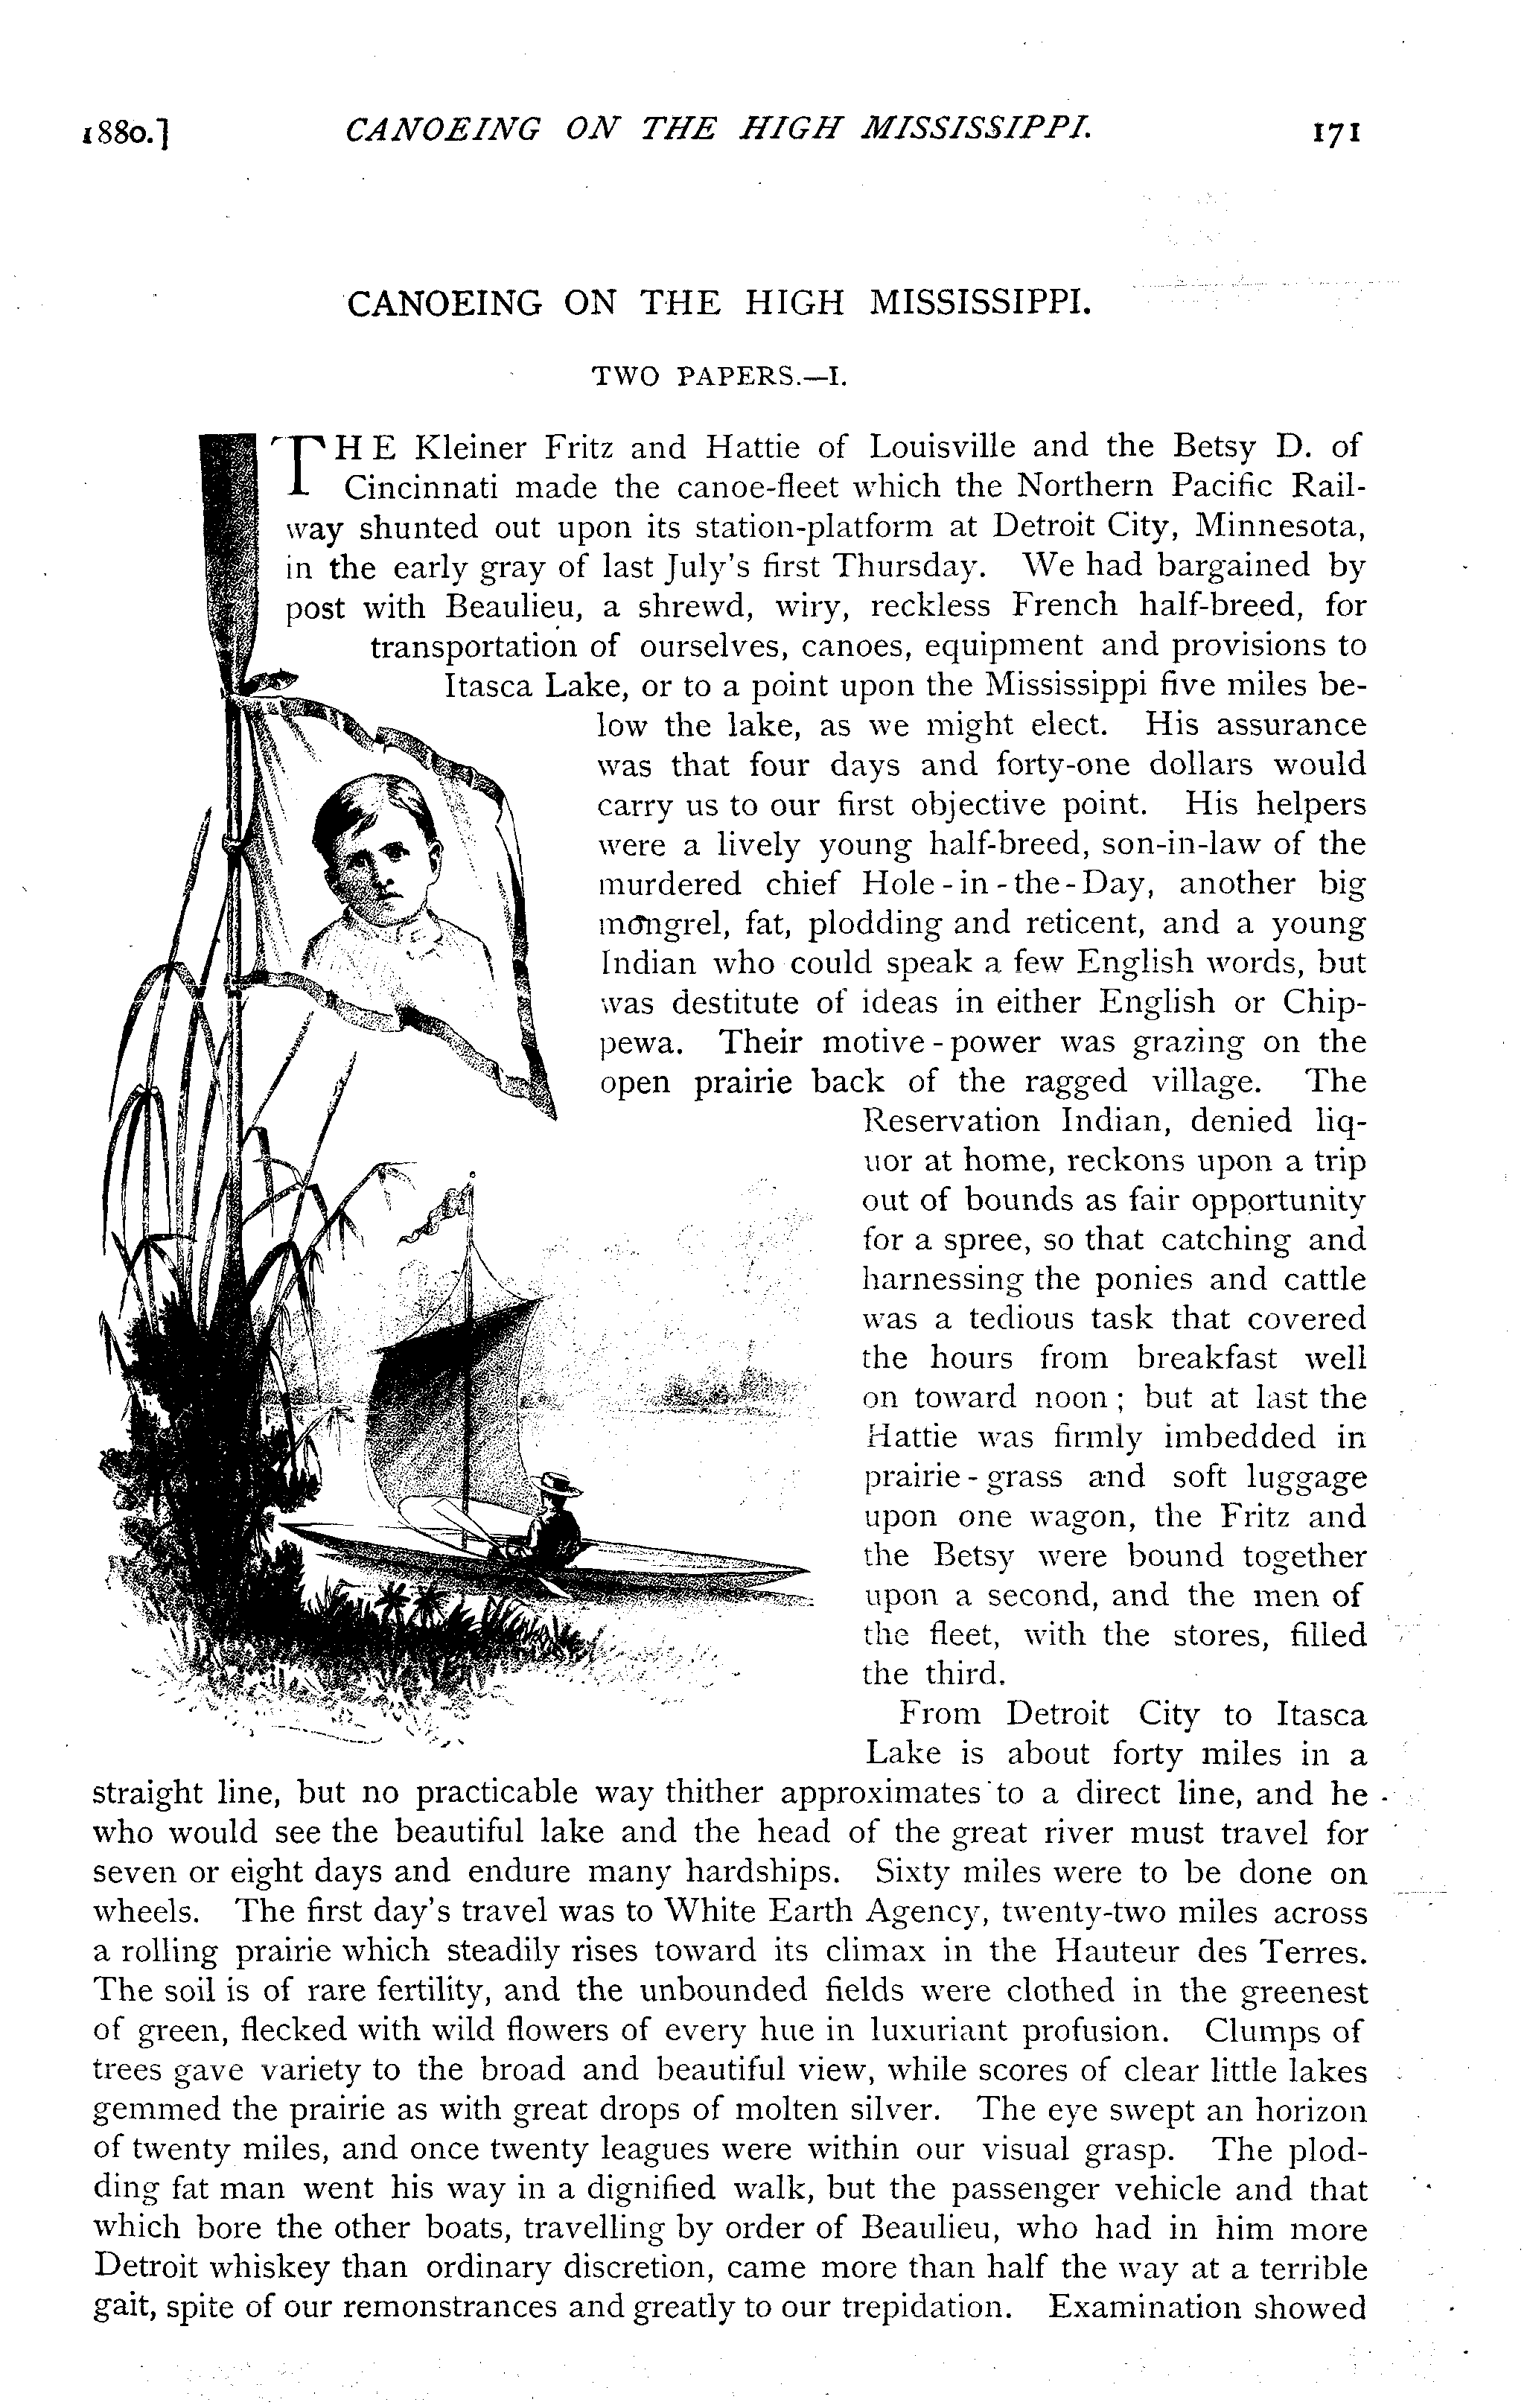 1880.] CANOEING ON THE HIGH MISSISSIPPI. 171
CANOEING ON THE HIGH MISSISSIPPI.
TWO PAPERS.—I.
THE Kleiner Fritz and Hattie of Louisville and the Betsy D. of
Cincinnati made the canoe-fleet which the Northern Pacific Rail-
way shunted out upon its station-platform at Detroit City, Minnesota,
in the early gray of last July's first Thursday. We had bargained by
post with Beaulieu, a shrewd, wiry, reckless French half-breed, for
transportation of ourselves, canoes, equipment and provisions to
Itasca Lake, or to a point upon the Mississippi five miles be-
low the lake, as we might elect. His assurance
was that four days and forty-one dollars would
carry us to our first objective point. His helpers
were a lively young half-breed, son-in-law of the
murdered chief Hole-in-the-Day, another big
mongrel, fat, plodding and reticent, and a young
Indian who could speak a few English words, but
was destitute of ideas in either English or Chip-
pewa. Their motive-power was grazing on the
open prairie back of the ragged village. The
Reservation Indian, denied liq-
uor at home, reckons upon a trip
out of bounds as fair opportunity
for a spree, so that catching and
harnessing the ponies and cattle
was a tedious task that covered
the hours from breakfast well
on toward noon; but at last the
Hattie was firmly imbedded in
prairie-grass and soft luggage
upon one wagon, the Fritz and
the Betsy were bound together
upon a second, and the men of
the fleet, with the stores, filled
the third.
From Detroit City to Itasca
Lake is about forty miles in a
straight line, but no practicable way thither approximates to a direct line, and he
who would see the beautiful lake and the head of the great river must travel for
seven or eight days and endure many hardships. Sixty miles were to be done on
wheels. The first day's travel was to White Earth Agency, twenty-two miles across
a rolling prairie which steadily rises toward its climax in the Hauteur des Terres.
The soil is of rare fertility, and the unbounded fields were clothed in the greenest
of green, flecked with wild flowers of every hue in luxuriant profusion. Clumps of
trees gave variety to the broad and beautiful view, while scores of clear little lakes
gemmed the prairie as with great drops of molten silver. The eye swept an horizon
of twenty miles, and once twenty leagues were within our visual grasp. The plod-
ding fat man went his way in a dignified walk, but the passenger vehicle and that
which bore the other boats, travelling by order of Beaulieu, who had in him more
Detroit whiskey than ordinary discretion, came more than half the way at a terrible
gait, spite of our remonstrances and greatly to our trepidation. Examination showed